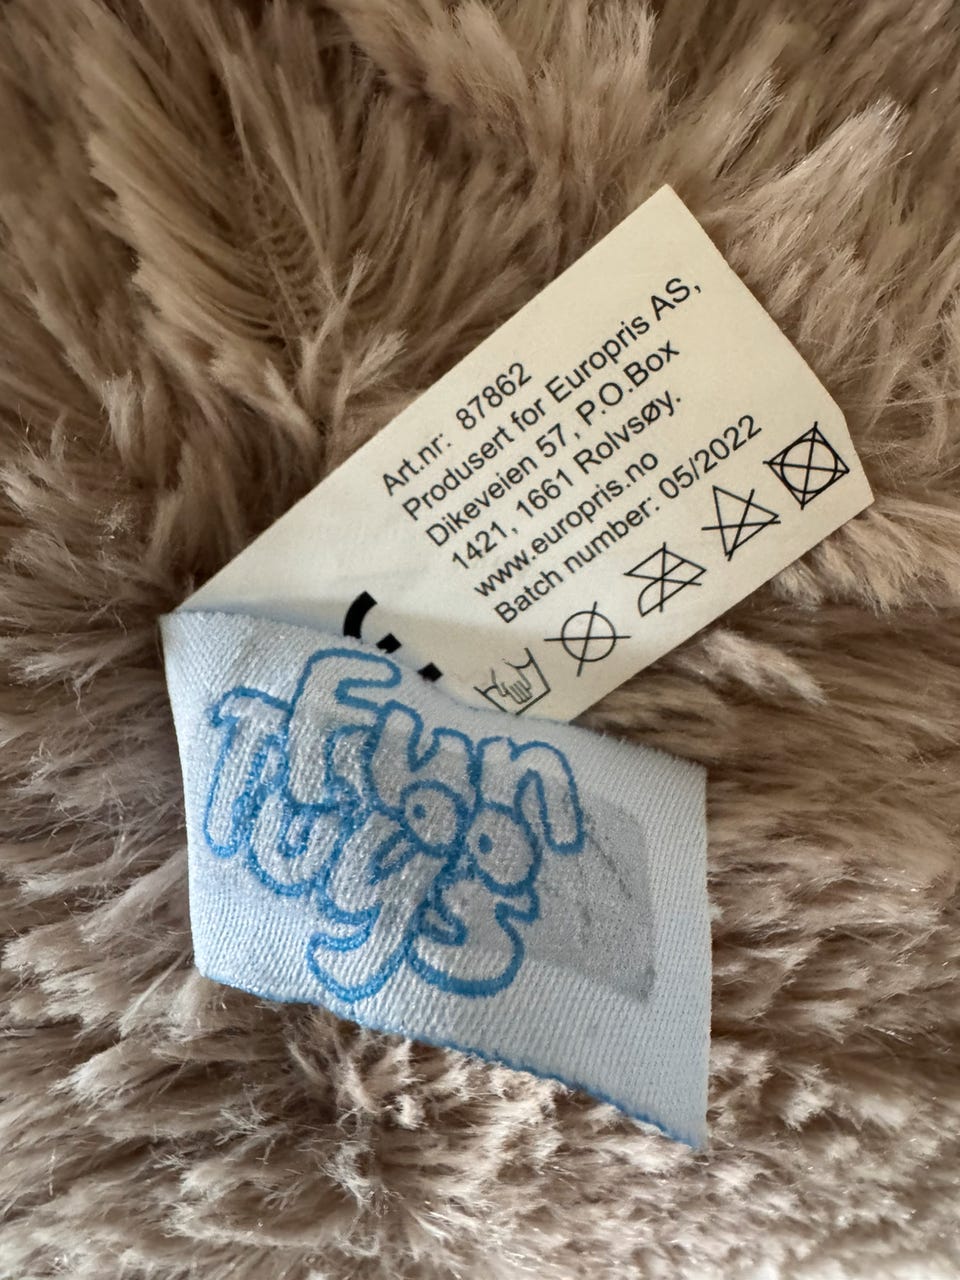 Art.nr: 87862
Produsert for Europris AS,
Dikeveien 57, P.O.Box
1421, 1661 Rolvsøy.
www.europris.no
Batch number: 05/2022
Fun
Toys